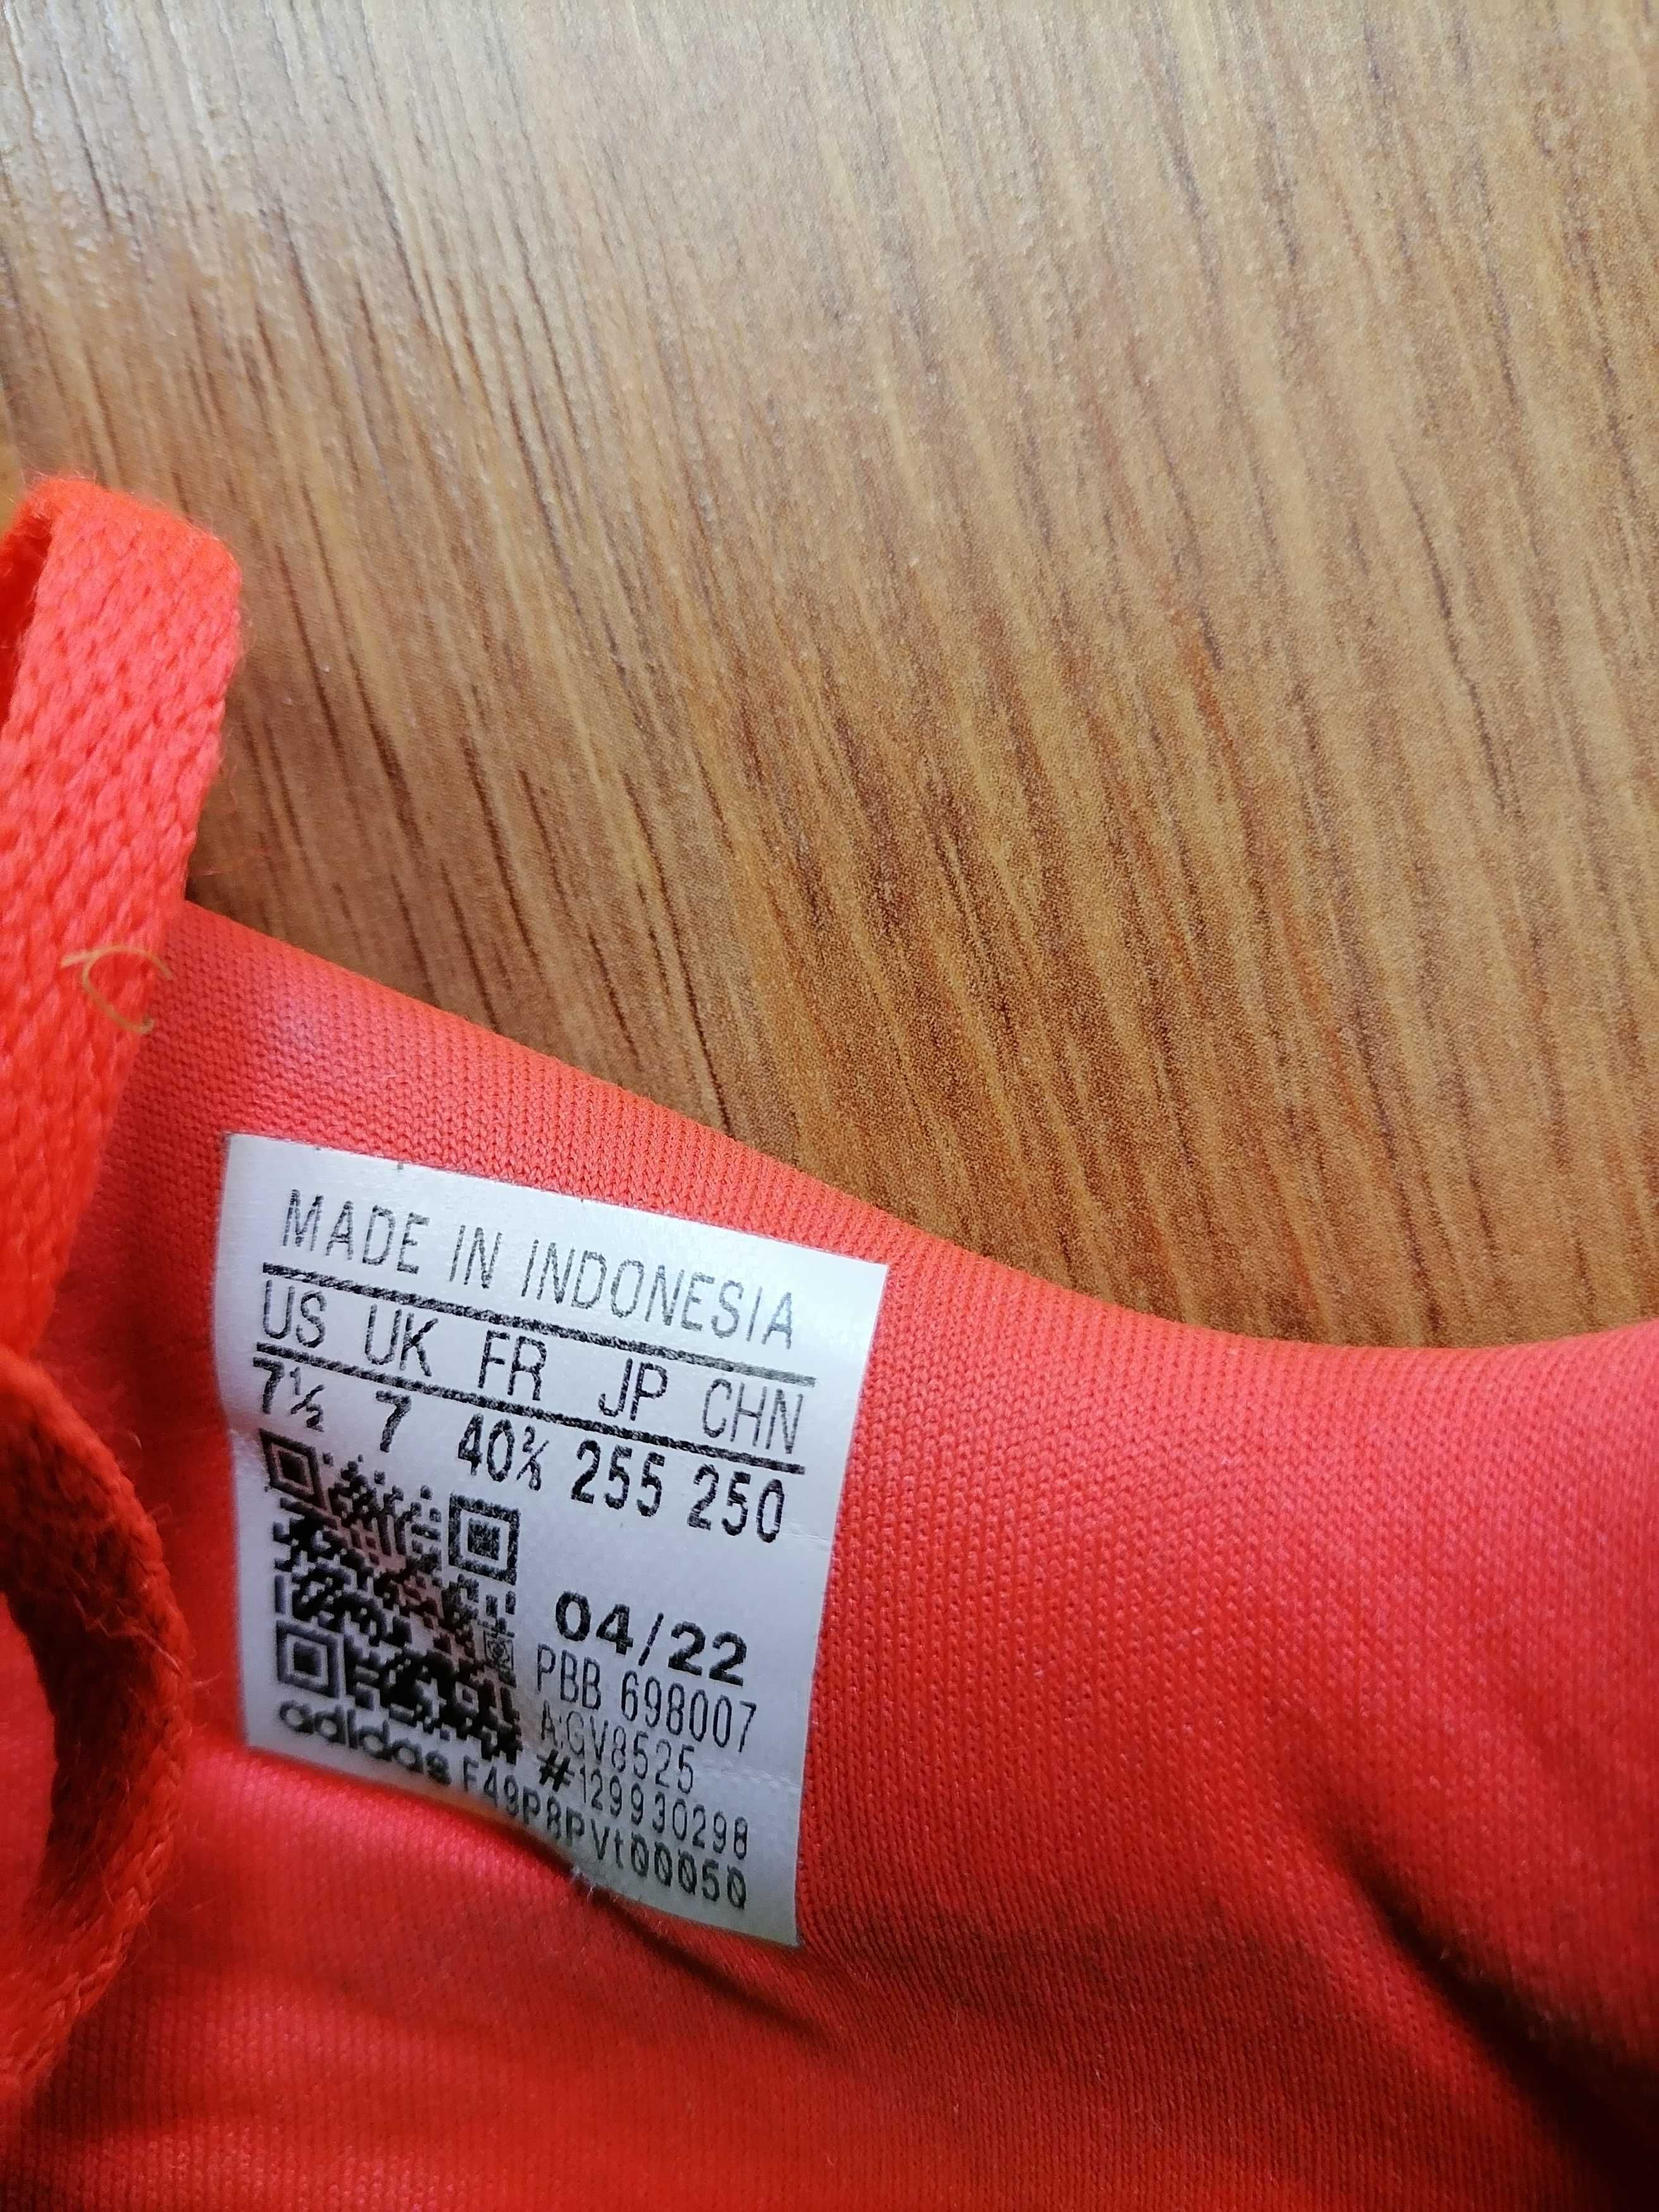 MADE IN INDONESIA
US UK FR JP CHN
7½ 7 40⅔ 255 250
04/22
PBB 698007
A:GV8525
#129930298
adidas F49P8PVt00050